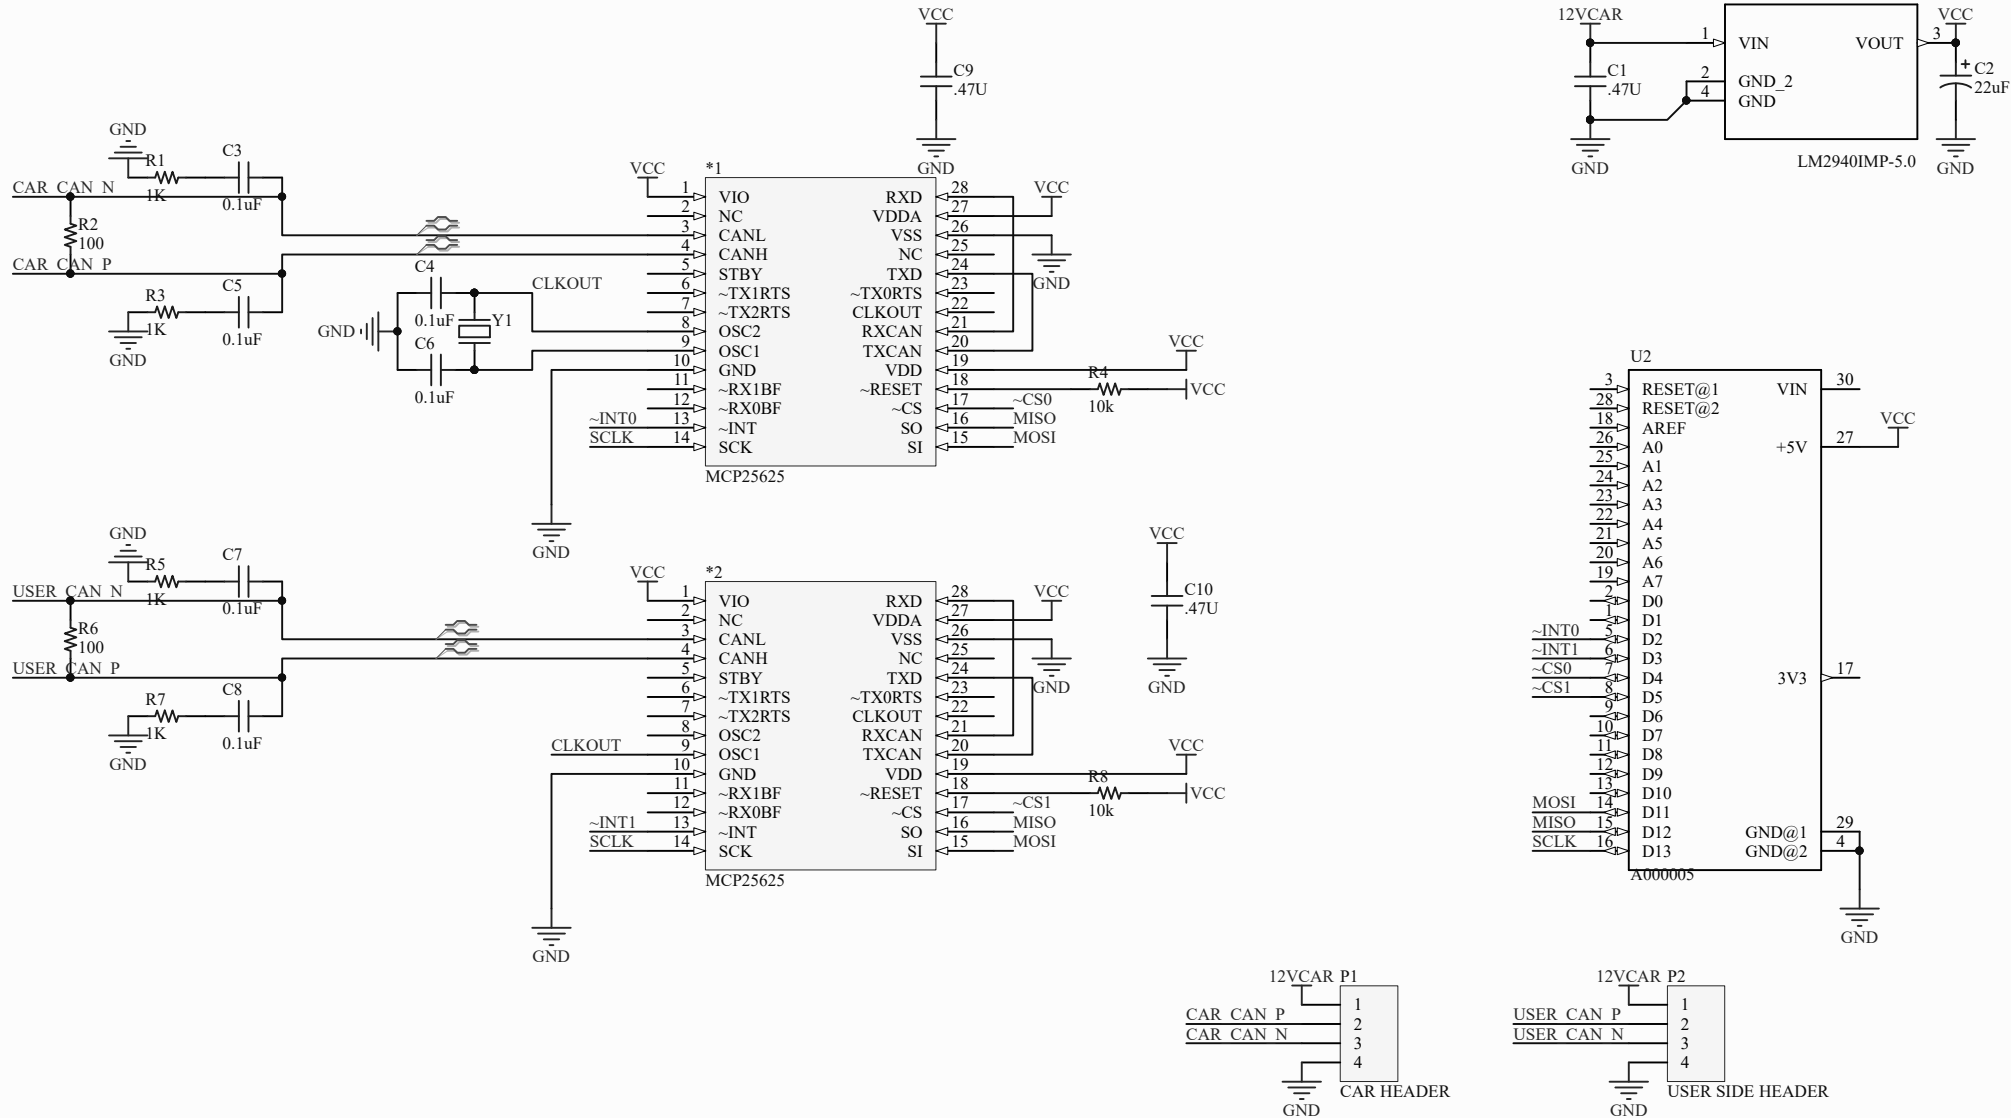 VCC
C9
.47U
GND
12VCAR
C1
.47U
GND
1
2
4
VIN
GND_2
GND
VOUT
3
LM2940IMP-5.0
VCC
+
C2
22uF
GND
GND
R1
1K
C3
0.1uF
CAR_CAN_N
R2
100
CAR_CAN_P
R3
1K
C5
0.1uF
GND
C4
0.1uF
CLKOUT
GND
Y1
C6
0.1uF
VCC
*1
1 VIO RXD 28
2 NC VDDA 27
3 CANL VSS 26
4 CANH NC 25
5 STBY TXD 24
6 ~TX1RTS ~TX0RTS 23
7 ~TX2RTS CLKOUT 22
8 OSC2 RXCAN 21
9 OSC1 TXCAN 20
10 GND VDD 19
11 ~RX1BF ~RESET 18
12 ~RX0BF ~CS 17 ~CS0
~INT0 13 ~INT SO 16 MISO
SCLK 14 SCK SI 15 MOSI
MCP25625
VCC
GND
VCC
R4
10k
VCC
GND
GND
R5
1K
C7
0.1uF
USER_CAN_N
R6
100
USER_CAN_P
R7
1K
C8
0.1uF
GND
VCC
*2
1 VIO RXD 28
2 NC VDDA 27
3 CANL VSS 26
4 CANH NC 25
5 STBY TXD 24
6 ~TX1RTS ~TX0RTS 23
7 ~TX2RTS CLKOUT 22
8 OSC2 RXCAN 21
CLKOUT 9 OSC1 TXCAN 20
10 GND VDD 19
11 ~RX1BF ~RESET 18
12 ~RX0BF ~CS 17 ~CS1
~INT1 13 ~INT SO 16 MISO
SCLK 14 SCK SI 15 MOSI
MCP25625
VCC
GND
VCC
R8
10k
VCC
GND
VCC
C10
.47U
GND
U2
3 RESET@1 VIN 30
28 RESET@2
18 AREF
26 A0 +5V 27
VCC
25 A1
24 A2
23 A3
22 A4
21 A5
20 A6
19 A7
2 D0
1 D1
~INT0 5 D2
~INT1 6 D3
~CS0 7 D4 3V3 17
~CS1 8 D5
9 D6
10 D7
11 D8
12 D9
13 D10
MOSI 14 D11
MISO 15 D12 GND@1 29
SCLK 16 D13 GND@2 4
A000005
GND
12VCAR P1
1
CAR_CAN_P 2
CAR_CAN_N 3
4
GND
CAR HEADER
12VCAR P2
1
USER_CAN_P 2
USER_CAN_N 3
4
GND
USER SIDE HEADER